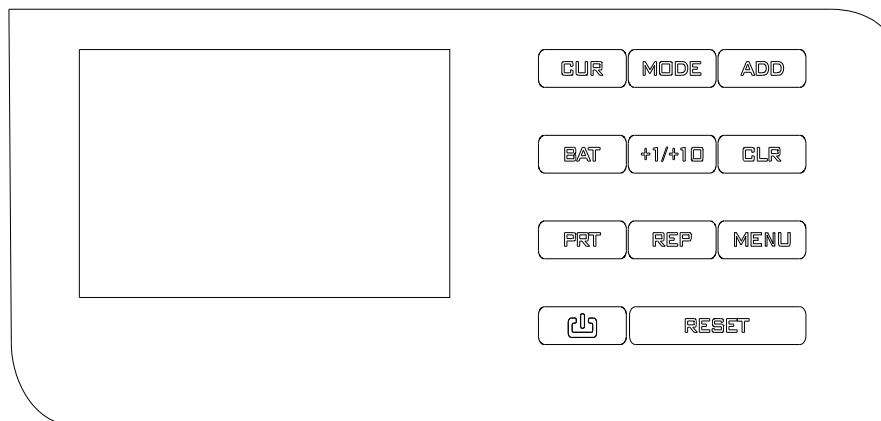 CUR MODE ADD
BAT +1/+10 CLR
PRT REP MENU
RESET